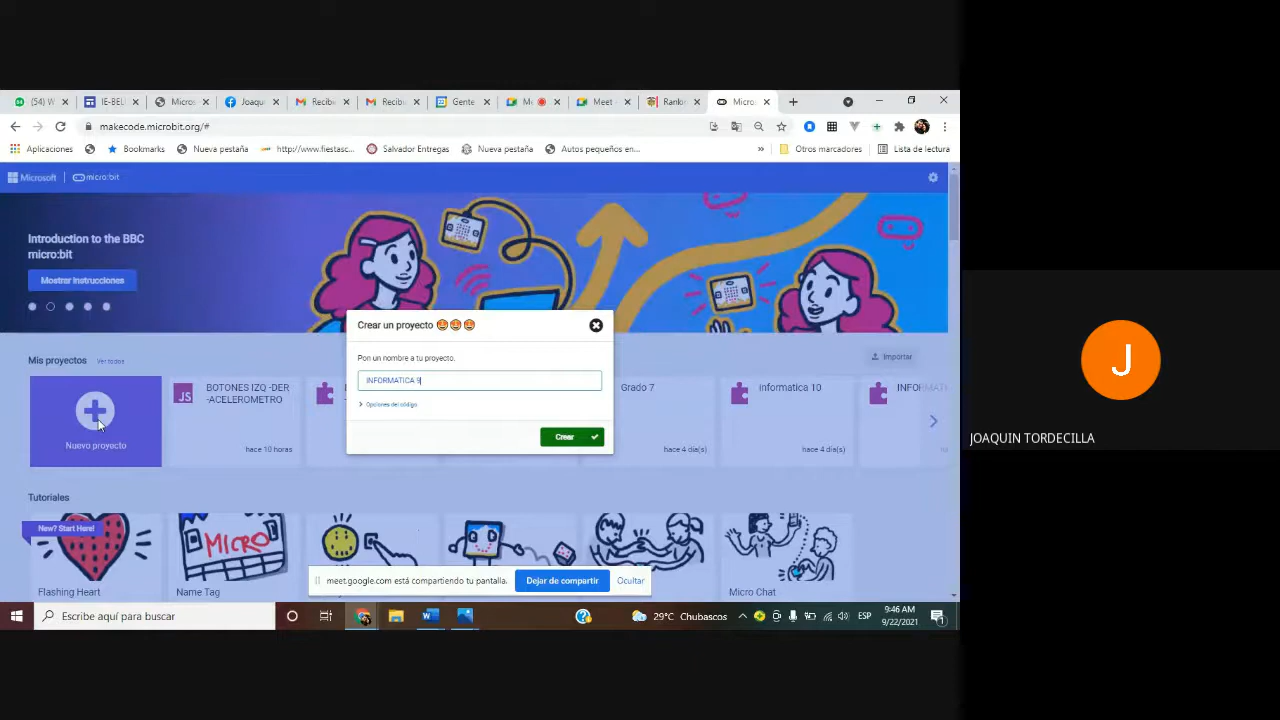 (54) W
IE-BEL
Micros
Joaqu
Recibi
Recibi
Gente
Me
Meet -
Ranko
Micro
makecode.microbit.org/#
Aplicaciones
Bookmarks
Nueva pestaña
http://www.fiestasc...
Salvador Entregas
Nueva pestaña
Autos pequeños en...
»
Otros marcadores
Lista de lectura
Microsoft
micro:bit
Introduction to the BBC
micro:bit
Mostrar Instrucciones
Crear un proyecto
Pon un nombre a tu proyecto.
INFORMATICA 9
Opciones del código
Crear
Mis proyectos
Ver todos
Importar
Nuevo proyecto
JS
BOTONES IZQ -DER
-ACELEROMETRO
hace 10 horas
Grado 7
hace 4 día(s)
Informatica 10
hace 4 día(s)
INFORMATI
Tutoriales
New? Start Here!
MICRO
Flashing Heart
Name Tag
Micro Chat
meet.google.com está compartiendo tu pantalla.
Dejar de compartir
Ocultar
Escribe aquí para buscar
29°C Chubascos
ESP
9:46 AM
9/22/2021
1
J
JOAQUIN TORDECILLA